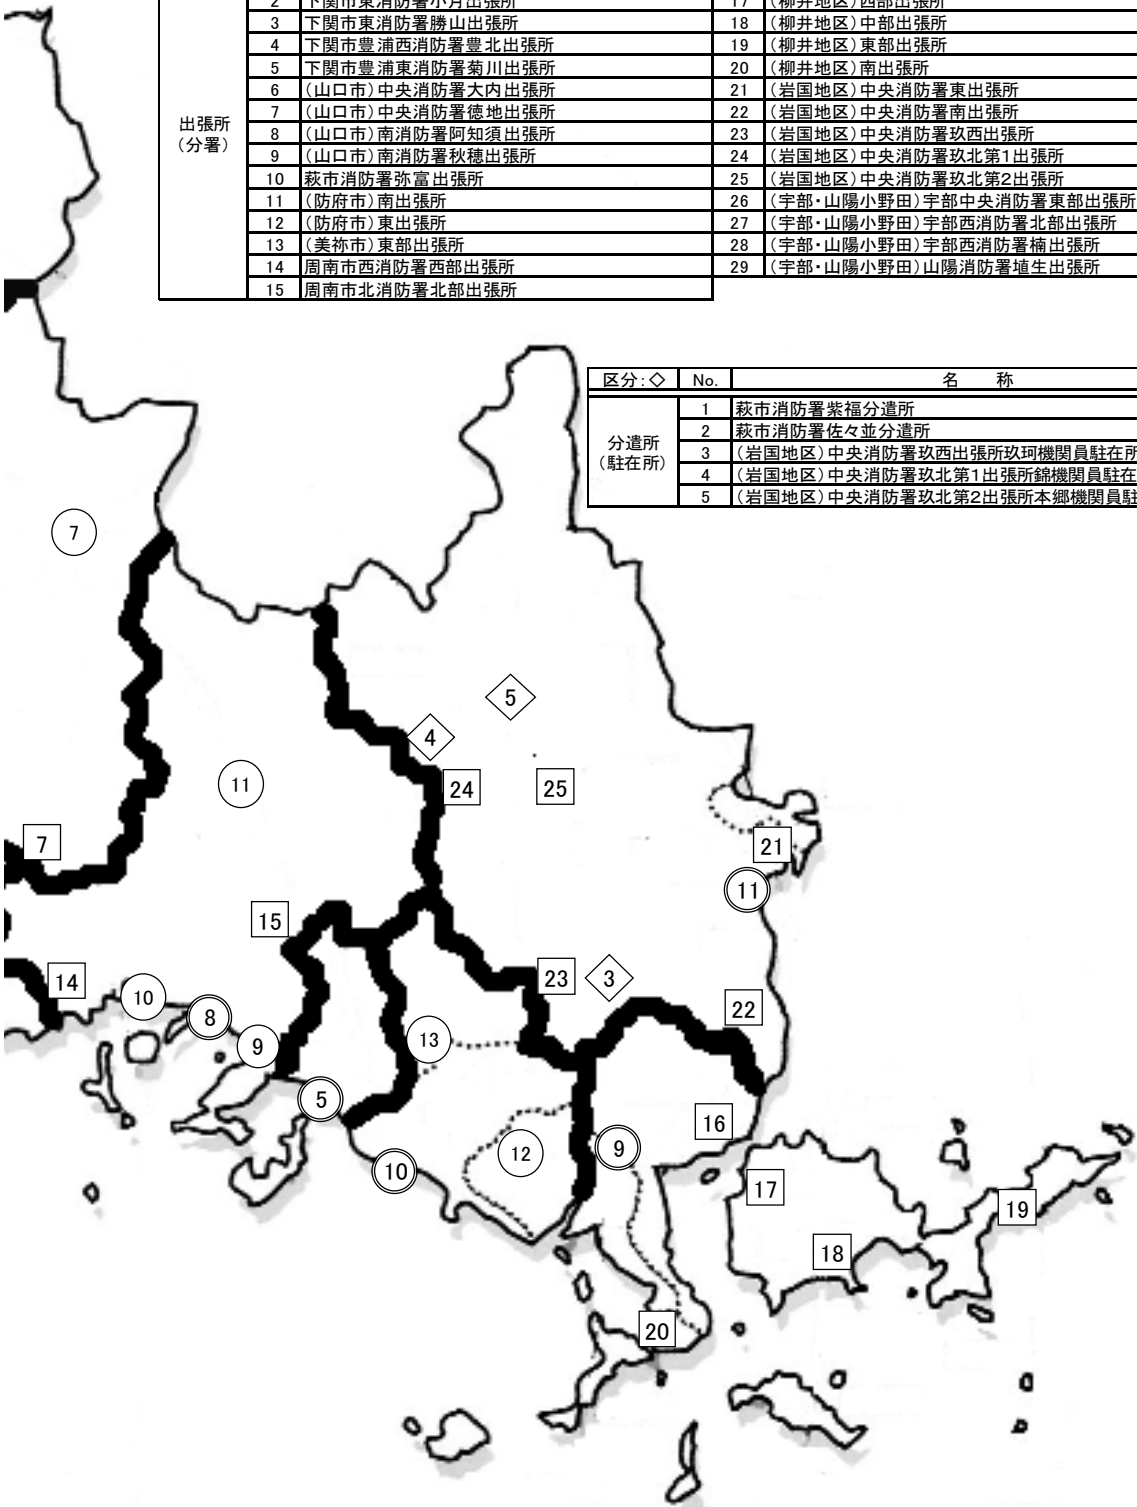 2 下関市東消防署小月出張所 17 (柳井地区)西部出張所
3 下関市東消防署勝山出張所 18 (柳井地区)中部出張所
4 下関市豊浦西消防署豊北出張所 19 (柳井地区)東部出張所
5 下関市豊浦東消防署菊川出張所 20 (柳井地区)南出張所
6 (山口市)中央消防署大内出張所 21 (岩国地区)中央消防署東出張所
7 (山口市)中央消防署徳地出張所 22 (岩国地区)中央消防署南出張所
出張所
(分署)
8 (山口市)南消防署阿知須出張所 23 (岩国地区)中央消防署玖西出張所
9 (山口市)南消防署秋穂出張所 24 (岩国地区)中央消防署玖北第1出張所
10 萩市消防署弥富出張所 25 (岩国地区)中央消防署玖北第2出張所
11 (防府市)南出張所 26 (宇部・山陽小野田)宇部中央消防署東部出張所
12 (防府市)東出張所 27 (宇部・山陽小野田)宇部西消防署北部出張所
13 (美祢市)東部出張所 28 (宇部・山陽小野田)宇部西消防署楠出張所
14 周南市西消防署西部出張所 29 (宇部・山陽小野田)山陽消防署埴生出張所
15 周南市北消防署北部出張所
区分:◇ No. 名 称
分遣所
(駐在所)
1 萩市消防署紫福分遣所
2 萩市消防署佐々並分遣所
3 (岩国地区)中央消防署玖西出張所玖珂機関員駐在所
4 (岩国地区)中央消防署玖北第1出張所錦機関員駐在
5 (岩国地区)中央消防署玖北第2出張所本郷機関員駐
7
5
4
11
24
25
7
21
11
15
14
23
3
10
8
22
9
13
5
16
12
9
10
17
19
18
20